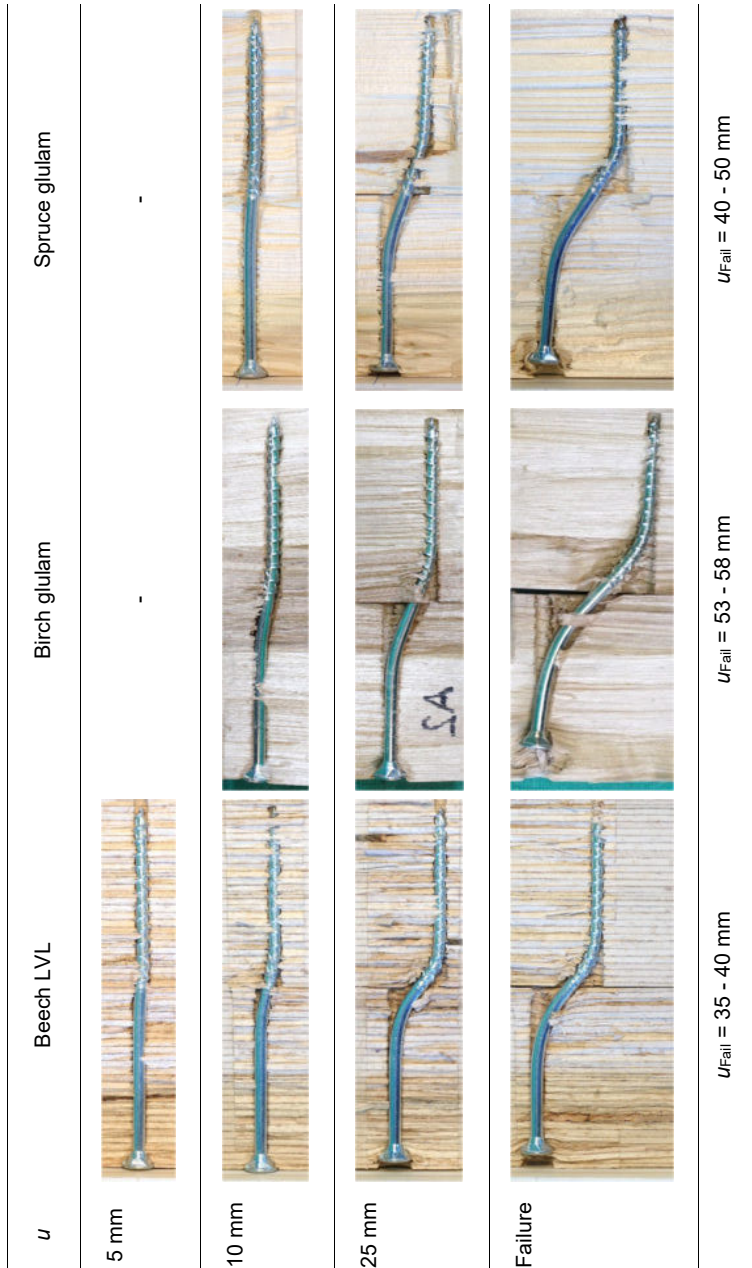 u Beech LVL Birch glulam Spruce glulam
5 mm - -
10 mm
25 mm
A2
Failure
uFail = 35 - 40 mm uFail = 53 - 58 mm uFail = 40 - 50 mm